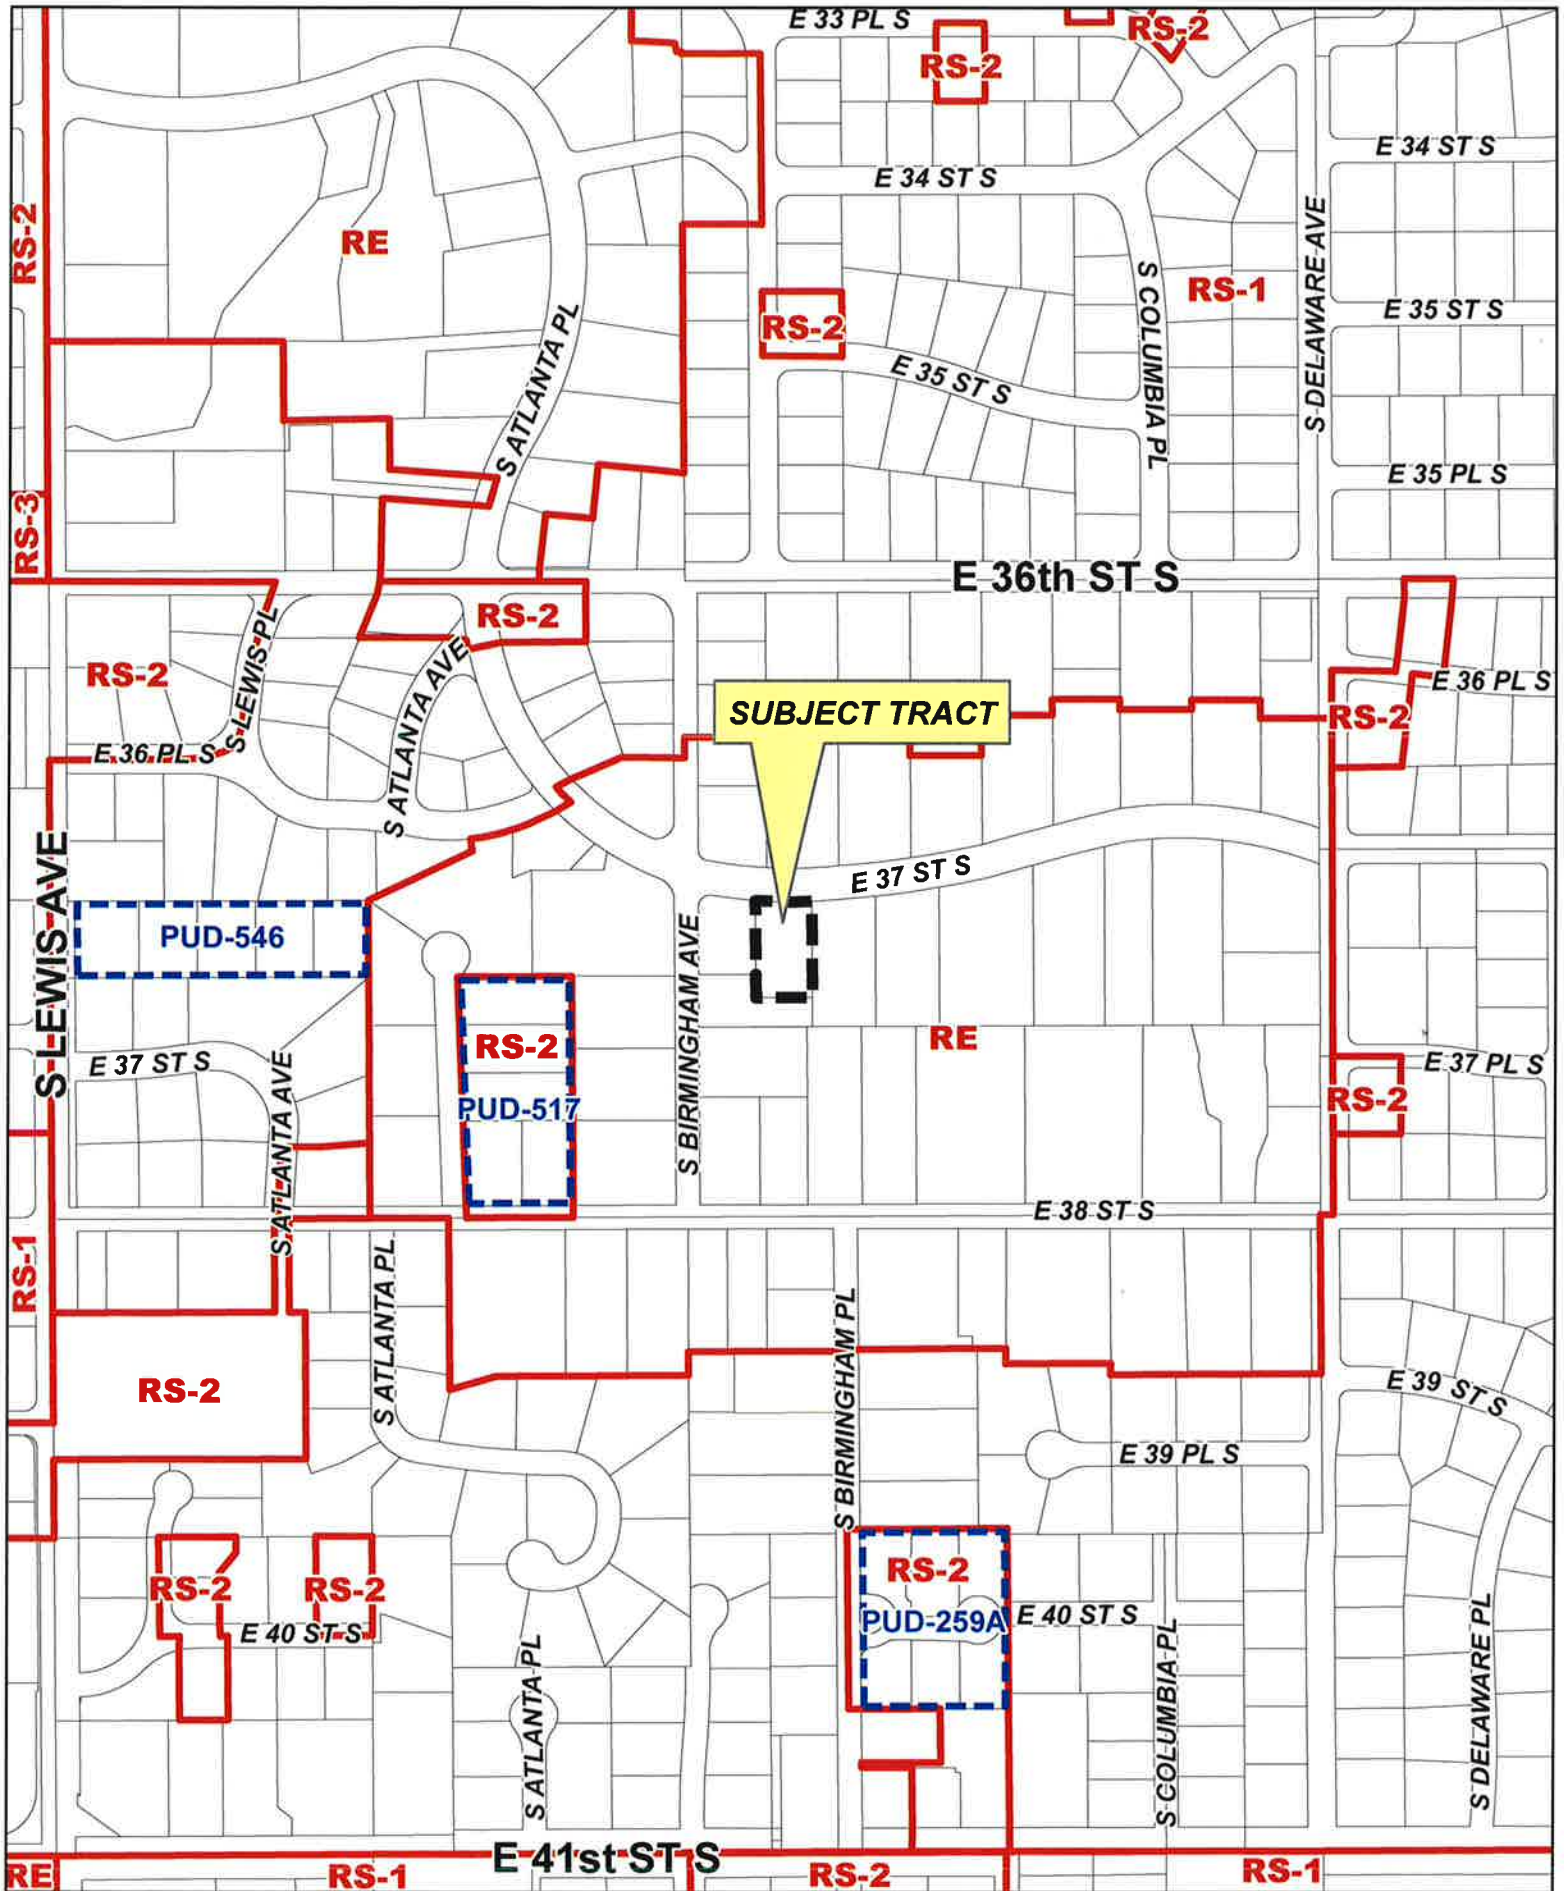 E 33 PL S
RS-2
RS-2
E 34 ST S
E 34 ST S
RS-2
RE
S ATLANTA PL
RS-2
E 35 ST S
S COLUMBIA PL
RS-1
S DELAWARE AVE
E 35 ST S
E 35 PL S
RS-3
E 36th ST S
RS-2
RS-2
S LEWIS PL
S ATLANTA AVE
E 36 PL S
SUBJECT TRACT
E 36 PL S
RS-2
S LEWIS AVE
PUD-546
E 37 ST S
S BIRMINGHAM AVE
RS-2
PUD-517
RE
E 37 ST S
S ATLANTA AVE
E 37 PL S
RS-2
E 38 ST S
RS-1
S ATLANTA PL
RS-2
S BIRMINGHAM PL
E 39 ST S
E 39 PL S
RS-2
RS-2
E 40 ST S
RS-2
PUD-259A
E 40 ST S
S ATLANTA PL
S COLUMBIA PL
S DELAWARE PL
E 41st ST S
RE
RS-1
RS-2
RS-1